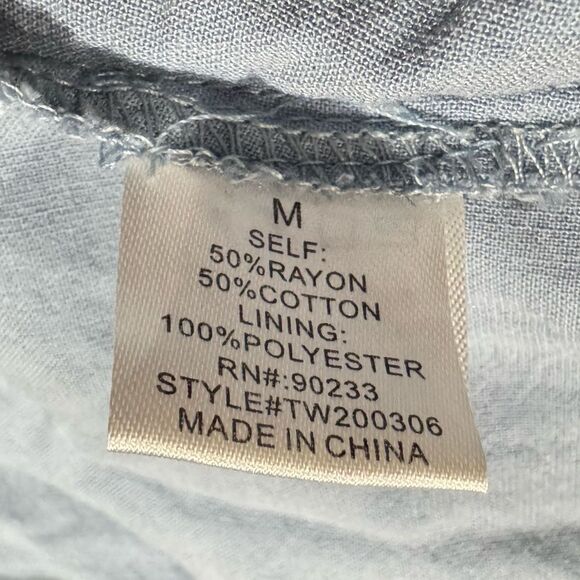 M
SELF:
50%RAYON
50%COTTON
LINING:
100%POLYESTER
RN#:90233
STYLE#TW200306
MADE IN CHINA